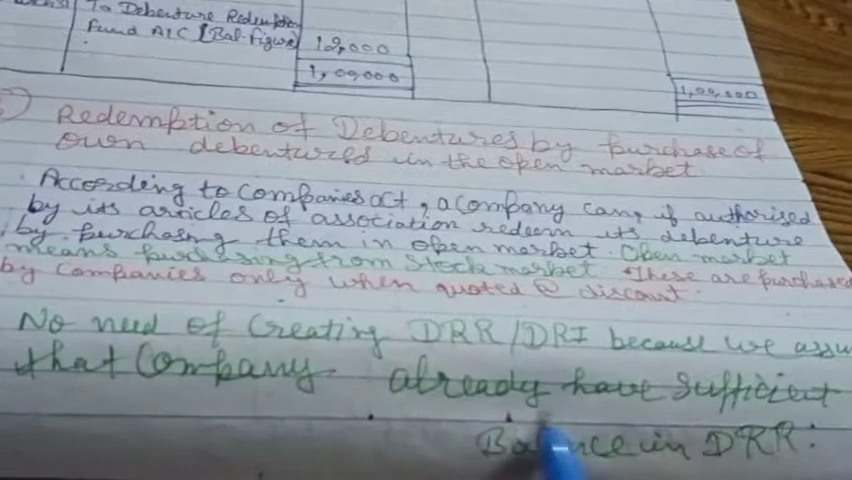 To Debenture Redemption
Fund A/C (Bal. figure) 12,000
1,00,000 1,00,000
Redemption of Debentures by purchase of
own debentured in the open market.
According to Companies act, a company can, if authorised
by its articles of association redeem its debenture
by purchasing them in open market. Open market
means purchasing from Stock market. These are purchased
by companies only when quoted @ discount.
No need of Creating DRR/DRI because we assu
that Company already have sufficient
Balance in DRR: